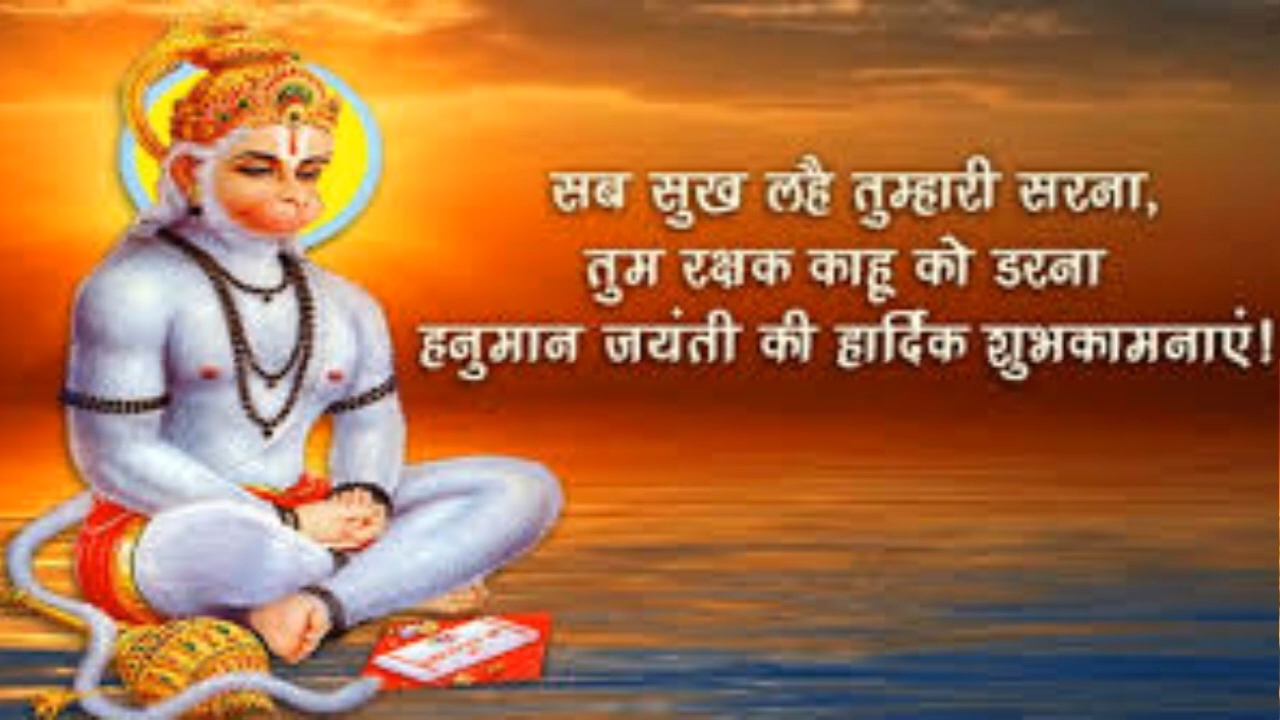 सब सुख लहै तुम्हारी सरना,
तुम रक्षक काहू को डरना
हनुमान जयंती की हार्दिक शुभकामनाएं!